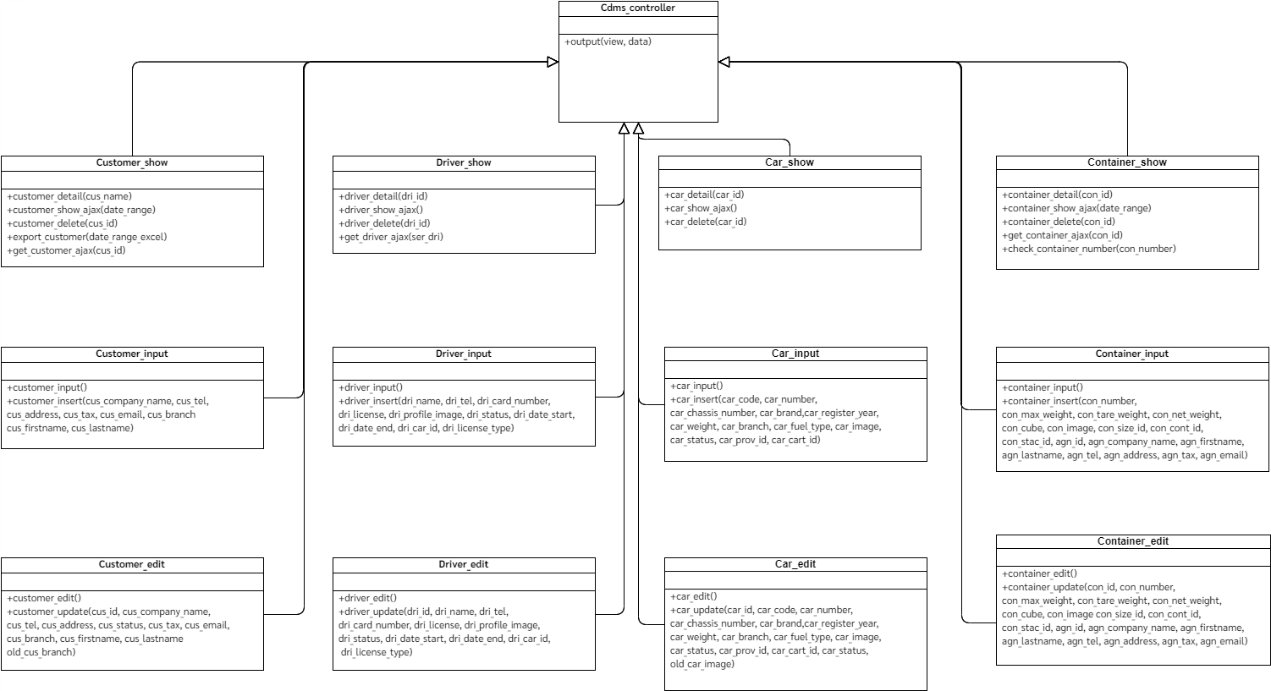 Cdms_controller
+output(view, data)
Customer_show
+customer_detail(cus_name)
+customer_show_ajax(date_range)
+customer_delete(cus_id)
+export_customer(date_range_excel)
+get_customer_ajax(cus_id)
Driver_show
+driver_detail(dri_id)
+driver_show_ajax()
+driver_delete(dri_id)
+get_driver_ajax(ser_dri)
Car_show
+car_detail(car_id)
+car_show_ajax()
+car_delete(car_id)
Container_show
+container_detail(con_id)
+container_show_ajax(date_range)
+container_delete(con_id)
+get_container_ajax(con_id)
+check_container_number(con_number)
Customer_input
+customer_input()
+customer_insert(cus_company_name, cus_tel,
cus_address, cus_tax, cus_email, cus_branch
cus_firstname, cus_lastname)
Driver_input
+driver_input()
+driver_insert(dri_name, dri_tel, dri_card_number,
dri_license, dri_profile_image, dri_status, dri_date_start,
dri_date_end, dri_car_id, dri_license_type)
Car_input
+car_input()
+car_insert(car_code, car_number,
car_chassis_number, car_brand,car_register_year,
car_weight, car_branch, car_fuel_type, car_image,
car_status, car_prov_id, car_cart_id)
Container_input
+container_input()
+container_insert(con_number,
con_max_weight, con_tare_weight, con_net_weight,
con_cube, con_image, con_size_id, con_cont_id,
con_stac_id, agn_id, agn_company_name, agn_firstname,
agn_lastname, agn_tel, agn_address, agn_tax, agn_email)
Customer_edit
+customer_edit()
+customer_update(cus_id, cus_company_name,
cus_tel, cus_address, cus_status, cus_tax, cus_email,
cus_branch, cus_firstname, cus_lastname
old_cus_branch)
Driver_edit
+driver_edit()
+driver_update(dri_id, dri_name, dri_tel,
dri_card_number, dri_license, dri_profile_image,
dri_status, dri_date_start, dri_date_end, dri_car_id,
dri_license_type)
Car_edit
+car_edit()
+car_update(car_id, car_code, car_number,
car_chassis_number, car_brand,car_register_year,
car_weight, car_branch, car_fuel_type, car_image,
car_status, car_prov_id, car_cart_id, car_status,
old_car_image)
Container_edit
+container_edit()
+container_update(con_id, con_number,
con_max_weight, con_tare_weight, con_net_weight,
con_cube, con_image con_size_id, con_cont_id,
con_stac_id, agn_id, agn_company_name, agn_firstname,
agn_lastname, agn_tel, agn_address, agn_tax, agn_email)